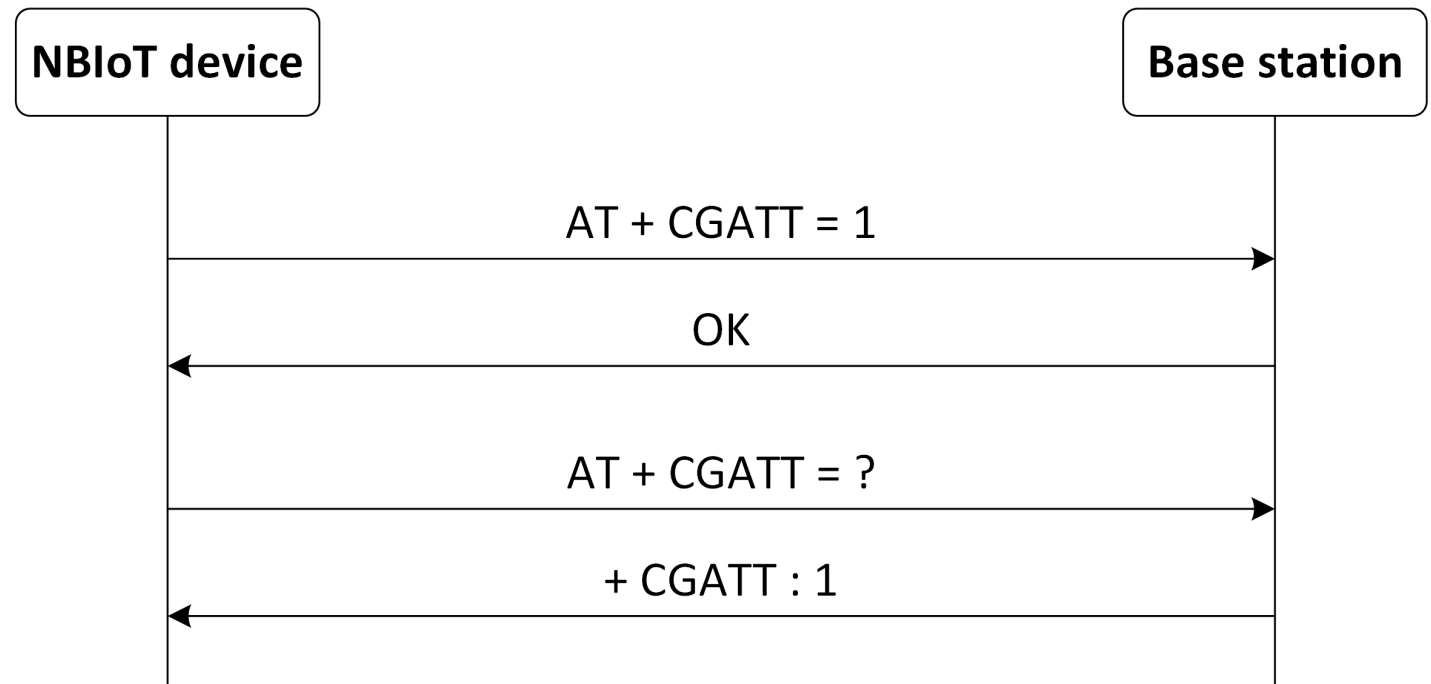 NBIoT device
Base station
AT + CGATT = 1
OK
AT + CGATT = ?
+ CGATT : 1